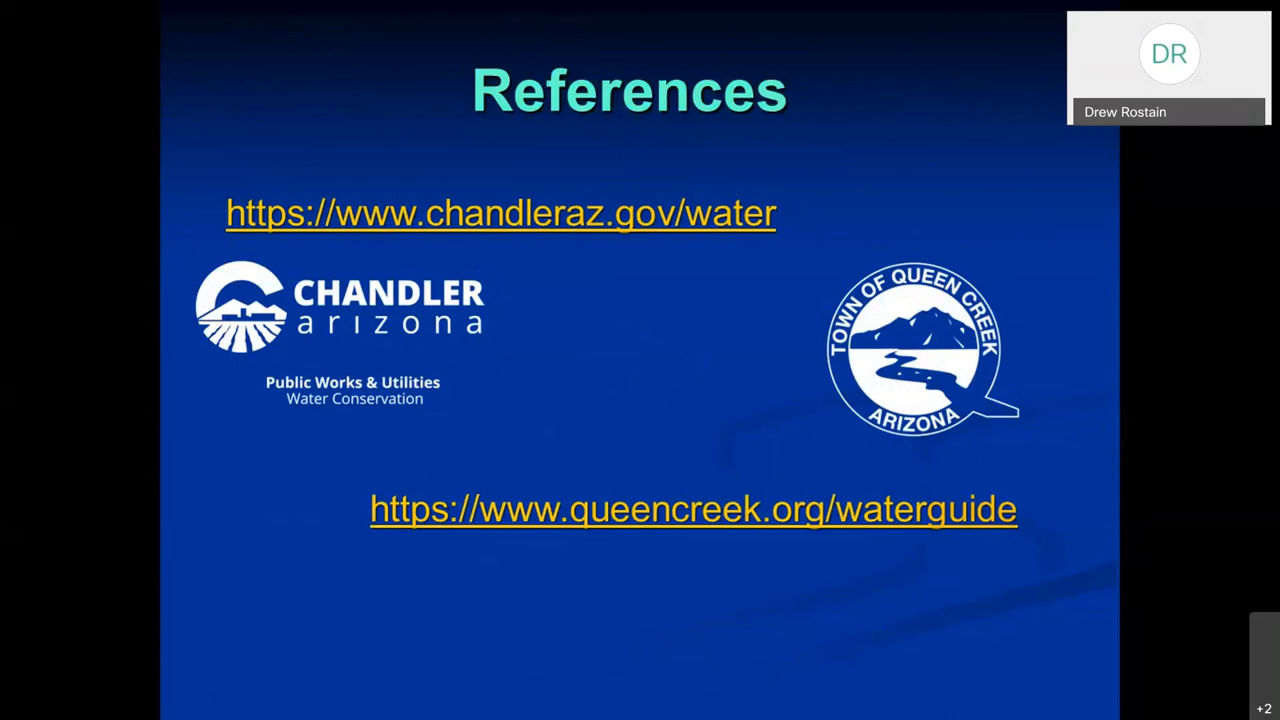 References
DR
Drew Rostain
https://www.chandleraz.gov/water
CHANDLER
arizona
Public Works & Utilities
Water Conservation
TOWN OF QUEEN CREEK
ARIZONA
https://www.queencreek.org/waterguide
+2